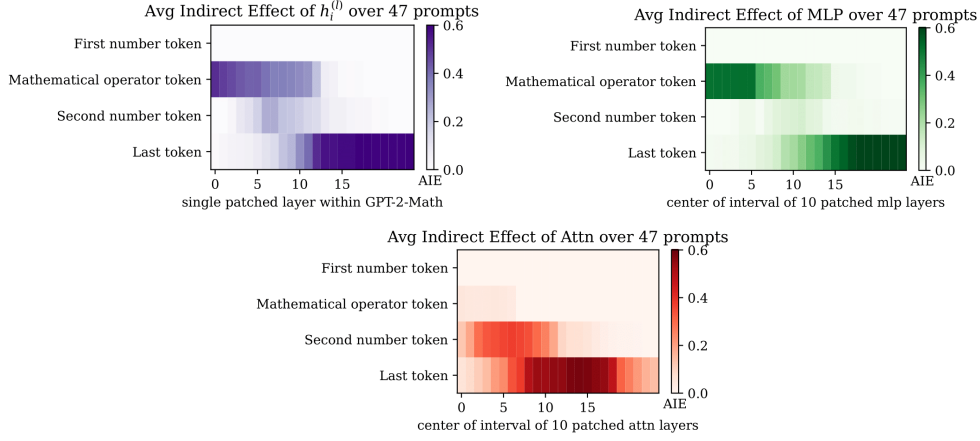 Avg Indirect Effect of h_i^(l) over 47 prompts
First number token
Mathematical operator token
Second number token
Last token
0 5 10 15
single patched layer within GPT-2-Math
0.6
0.4
0.2
0.0
AIE
Avg Indirect Effect of MLP over 47 prompts
First number token
Mathematical operator token
Second number token
Last token
0 5 10 15
center of interval of 10 patched mlp layers
0.6
0.4
0.2
0.0
AIE
Avg Indirect Effect of Attn over 47 prompts
First number token
Mathematical operator token
Second number token
Last token
0 5 10 15
center of interval of 10 patched attn layers
0.6
0.4
0.2
0.0
AIE